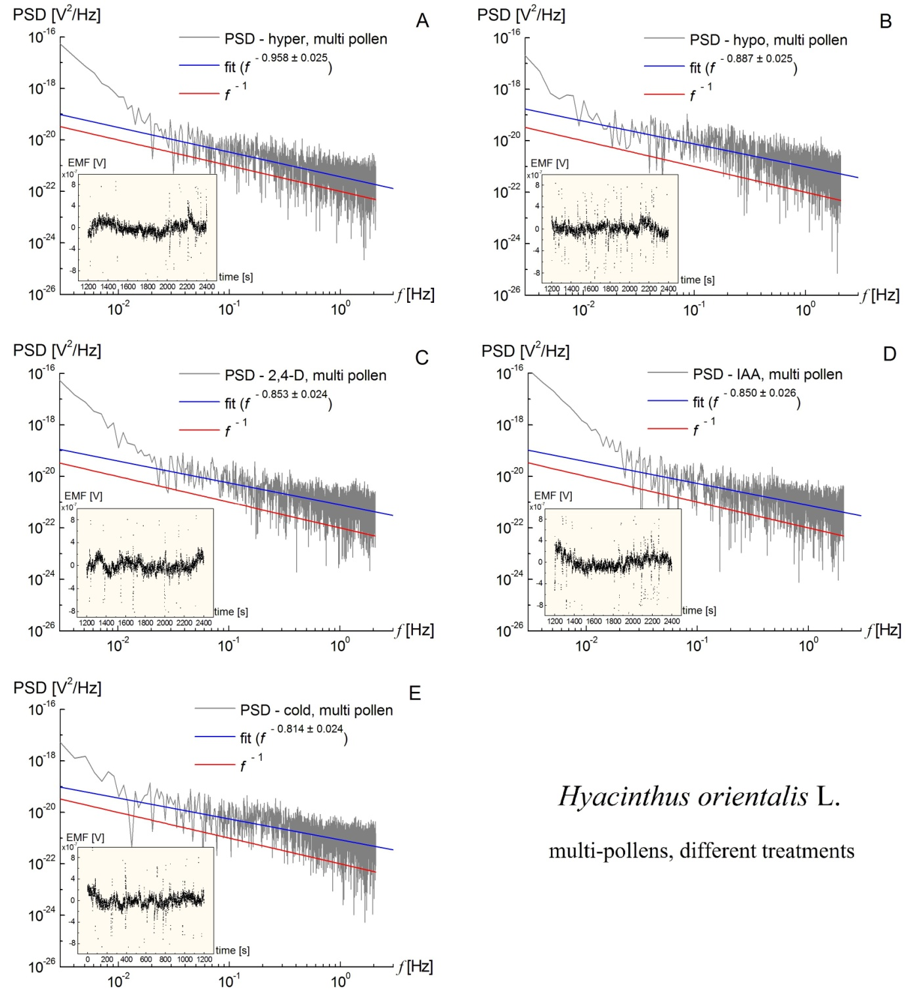 PSD [V²/Hz]
A
PSD - hyper, multi pollen
fit (f ^- 0.958 ± 0.025)
f ^- 1
10^-16
10^-18
10^-20
10^-22
10^-24
10^-26
EMF [V]
x10^-7
8
4
0
-4
-8
1200 1400 1600 1800 2000 2200 2400
time [s]
10^-2 10^-1 10^0
f [Hz]
PSD [V²/Hz]
B
PSD - hypo, multi pollen
fit (f ^- 0.887 ± 0.025)
f ^- 1
10^-16
10^-18
10^-20
10^-22
10^-24
10^-26
EMF [V]
x10^-7
8
4
0
-4
-8
1200 1400 1600 1800 2000 2200 2400
time [s]
10^-2 10^-1 10^0
f [Hz]
PSD [V²/Hz]
C
PSD - 2,4-D, multi pollen
fit (f ^- 0.853 ± 0.024)
f ^- 1
10^-16
10^-18
10^-20
10^-22
10^-24
10^-26
EMF [V]
x10^-7
8
4
0
-4
-8
1200 1400 1600 1800 2000 2200 2400
time [s]
10^-2 10^-1 10^0
f [Hz]
PSD [V²/Hz]
D
PSD - IAA, multi pollen
fit (f ^- 0.850 ± 0.026)
f ^- 1
10^-16
10^-18
10^-20
10^-22
10^-24
10^-26
EMF [V]
x10^-7
8
4
0
-4
-8
1200 1400 1600 1800 2000 2200 2400
time [s]
10^-2 10^-1 10^0
f [Hz]
PSD [V²/Hz]
E
PSD - cold, multi pollen
fit (f ^- 0.814 ± 0.024)
f ^- 1
10^-16
10^-18
10^-20
10^-22
10^-24
10^-26
EMF [V]
x10^-7
8
4
0
-4
-8
0 200 400 600 800 1000 1200
time [s]
10^-2 10^-1 10^0
f [Hz]
Hyacinthus orientalis L.
multi-pollens, different treatments